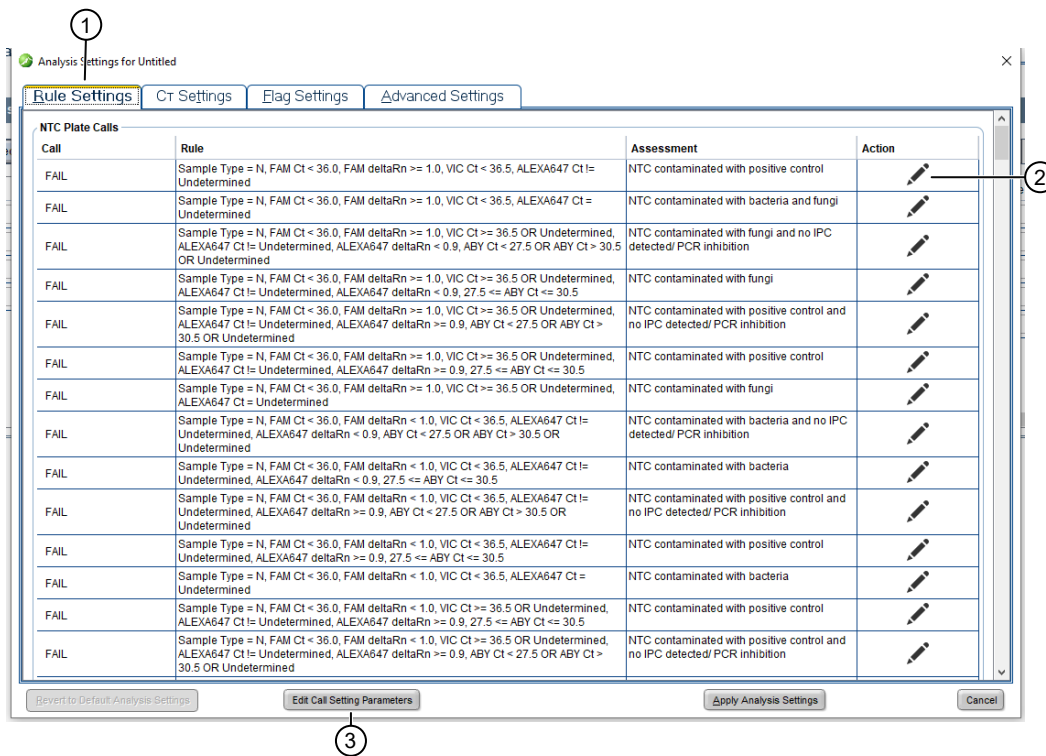 1
Analysis Settings for Untitled
Rule Settings
CT Settings
Flag Settings
Advanced Settings
NTC Plate Calls
Call Rule Assessment Action
FAIL
Sample Type = N, FAM Ct < 36.0, FAM deltaRn >= 1.0, VIC Ct < 36.5, ALEXA647 Ct !=
Undetermined
NTC contaminated with positive control
2
FAIL
Sample Type = N, FAM Ct < 36.0, FAM deltaRn >= 1.0, VIC Ct < 36.5, ALEXA647 Ct =
Undetermined
NTC contaminated with bacteria and fungi
FAIL
Sample Type = N, FAM Ct < 36.0, FAM deltaRn >= 1.0, VIC Ct >= 36.5 OR Undetermined,
ALEXA647 Ct != Undetermined, ALEXA647 deltaRn < 0.9, ABY Ct < 27.5 OR ABY Ct > 30.5
OR Undetermined
NTC contaminated with fungi and no IPC
detected/ PCR inhibition
FAIL
Sample Type = N, FAM Ct < 36.0, FAM deltaRn >= 1.0, VIC Ct >= 36.5 OR Undetermined,
ALEXA647 Ct != Undetermined, ALEXA647 deltaRn < 0.9, 27.5 <= ABY Ct <= 30.5
NTC contaminated with fungi
FAIL
Sample Type = N, FAM Ct < 36.0, FAM deltaRn >= 1.0, VIC Ct >= 36.5 OR Undetermined,
ALEXA647 Ct != Undetermined, ALEXA647 deltaRn >= 0.9, ABY Ct < 27.5 OR ABY Ct >
30.5 OR Undetermined
NTC contaminated with positive control and
no IPC detected/ PCR inhibition
FAIL
Sample Type = N, FAM Ct < 36.0, FAM deltaRn >= 1.0, VIC Ct >= 36.5 OR Undetermined,
ALEXA647 Ct != Undetermined, ALEXA647 deltaRn >= 0.9, 27.5 <= ABY Ct <= 30.5
NTC contaminated with positive control
FAIL
Sample Type = N, FAM Ct < 36.0, FAM deltaRn >= 1.0, VIC Ct >= 36.5 OR Undetermined,
ALEXA647 Ct = Undetermined
NTC contaminated with fungi
FAIL
Sample Type = N, FAM Ct < 36.0, FAM deltaRn < 1.0, VIC Ct < 36.5, ALEXA647 Ct !=
Undetermined, ALEXA647 deltaRn < 0.9, ABY Ct < 27.5 OR ABY Ct > 30.5 OR
Undetermined
NTC contaminated with bacteria and no IPC
detected/ PCR inhibition
FAIL
Sample Type = N, FAM Ct < 36.0, FAM deltaRn < 1.0, VIC Ct < 36.5, ALEXA647 Ct !=
Undetermined, ALEXA647 deltaRn < 0.9, 27.5 <= ABY Ct <= 30.5
NTC contaminated with bacteria
FAIL
Sample Type = N, FAM Ct < 36.0, FAM deltaRn < 1.0, VIC Ct < 36.5, ALEXA647 Ct !=
Undetermined, ALEXA647 deltaRn >= 0.9, ABY Ct < 27.5 OR ABY Ct > 30.5 OR
Undetermined
NTC contaminated with positive control and
no IPC detected/ PCR inhibition
FAIL
Sample Type = N, FAM Ct < 36.0, FAM deltaRn < 1.0, VIC Ct < 36.5, ALEXA647 Ct !=
Undetermined, ALEXA647 deltaRn >= 0.9, 27.5 <= ABY Ct <= 30.5
NTC contaminated with positive control
FAIL
Sample Type = N, FAM Ct < 36.0, FAM deltaRn < 1.0, VIC Ct < 36.5, ALEXA647 Ct =
Undetermined
NTC contaminated with bacteria
FAIL
Sample Type = N, FAM Ct < 36.0, FAM deltaRn < 1.0, VIC Ct >= 36.5 OR Undetermined,
ALEXA647 Ct != Undetermined, ALEXA647 deltaRn >= 0.9, 27.5 <= ABY Ct <= 30.5
NTC contaminated with positive control
FAIL
Sample Type = N, FAM Ct < 36.0, FAM deltaRn < 1.0, VIC Ct >= 36.5 OR Undetermined,
ALEXA647 Ct != Undetermined, ALEXA647 deltaRn >= 0.9, ABY Ct < 27.5 OR ABY Ct >
30.5 OR Undetermined
NTC contaminated with positive control and
no IPC detected/ PCR inhibition
Revert to Default Analysis Settings
Edit Call Setting Parameters
Apply Analysis Settings
Cancel
3